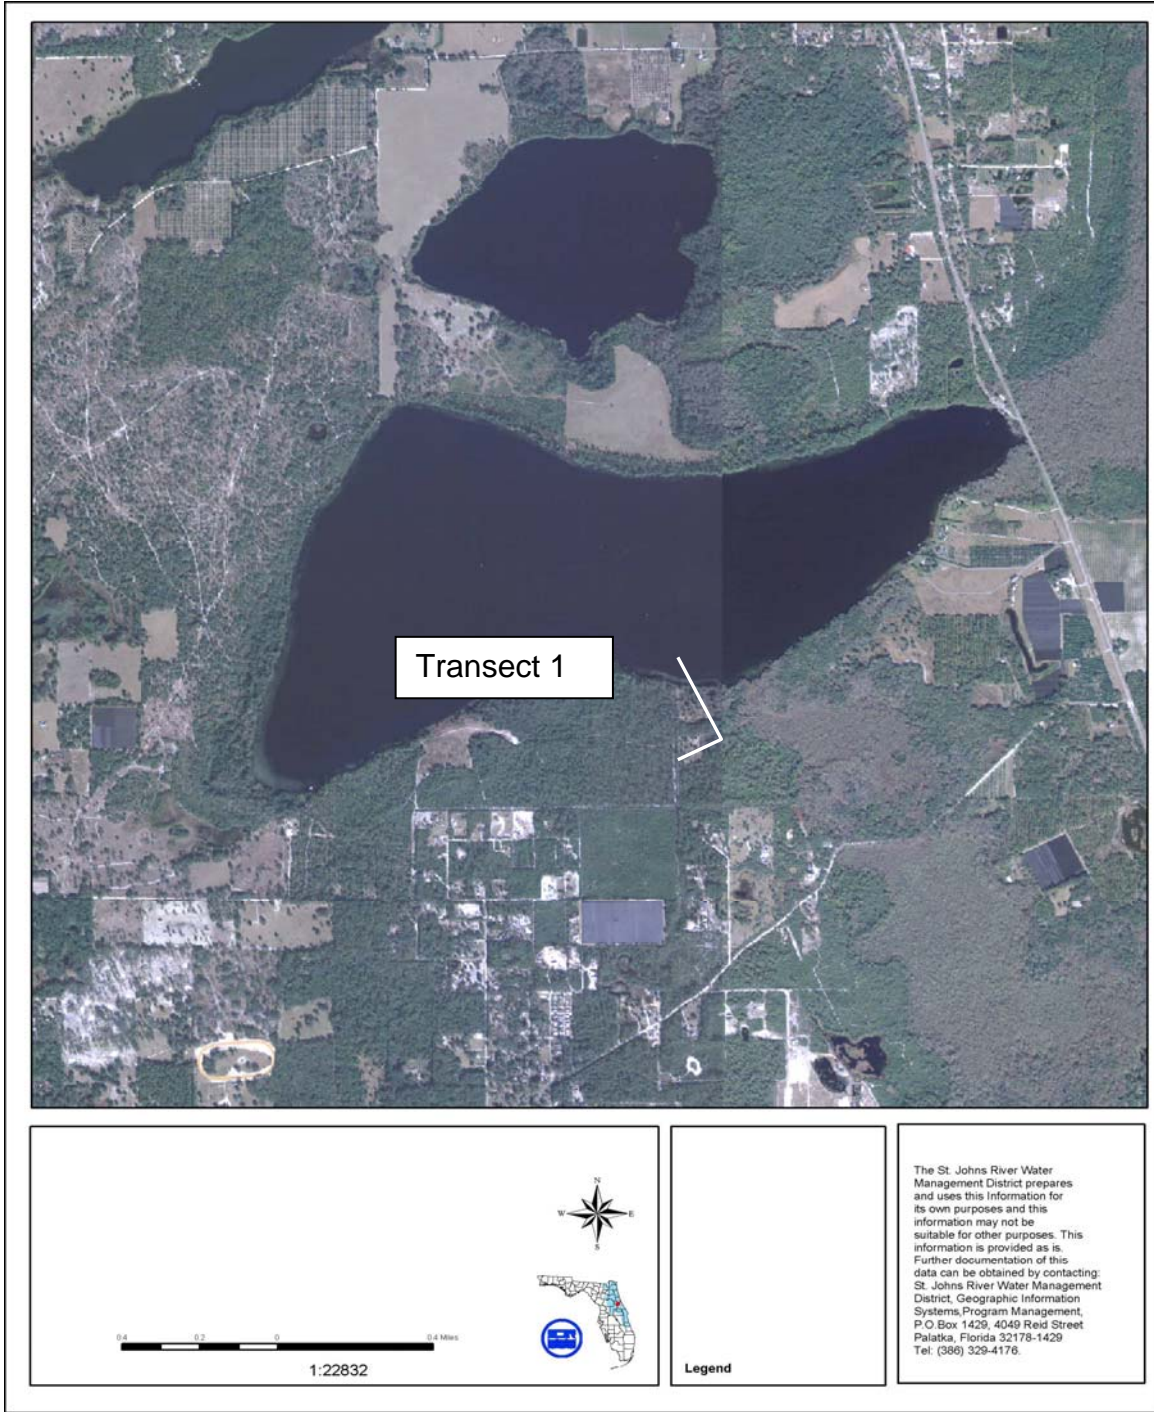 Transect 1
N
W E
S
0.4 0.2 0 0.4 Miles
1:22832
Legend
The St. Johns River Water
Management District prepares
and uses this Information for
its own purposes and this
information may not be
suitable for other purposes. This
information is provided as is.
Further documentation of this
data can be obtained by contacting:
St. Johns River Water Management
District, Geographic Information
Systems,Program Management,
P.O.Box 1429, 4049 Reid Street
Palatka, Florida 32178-1429
Tel: (386) 329-4176.